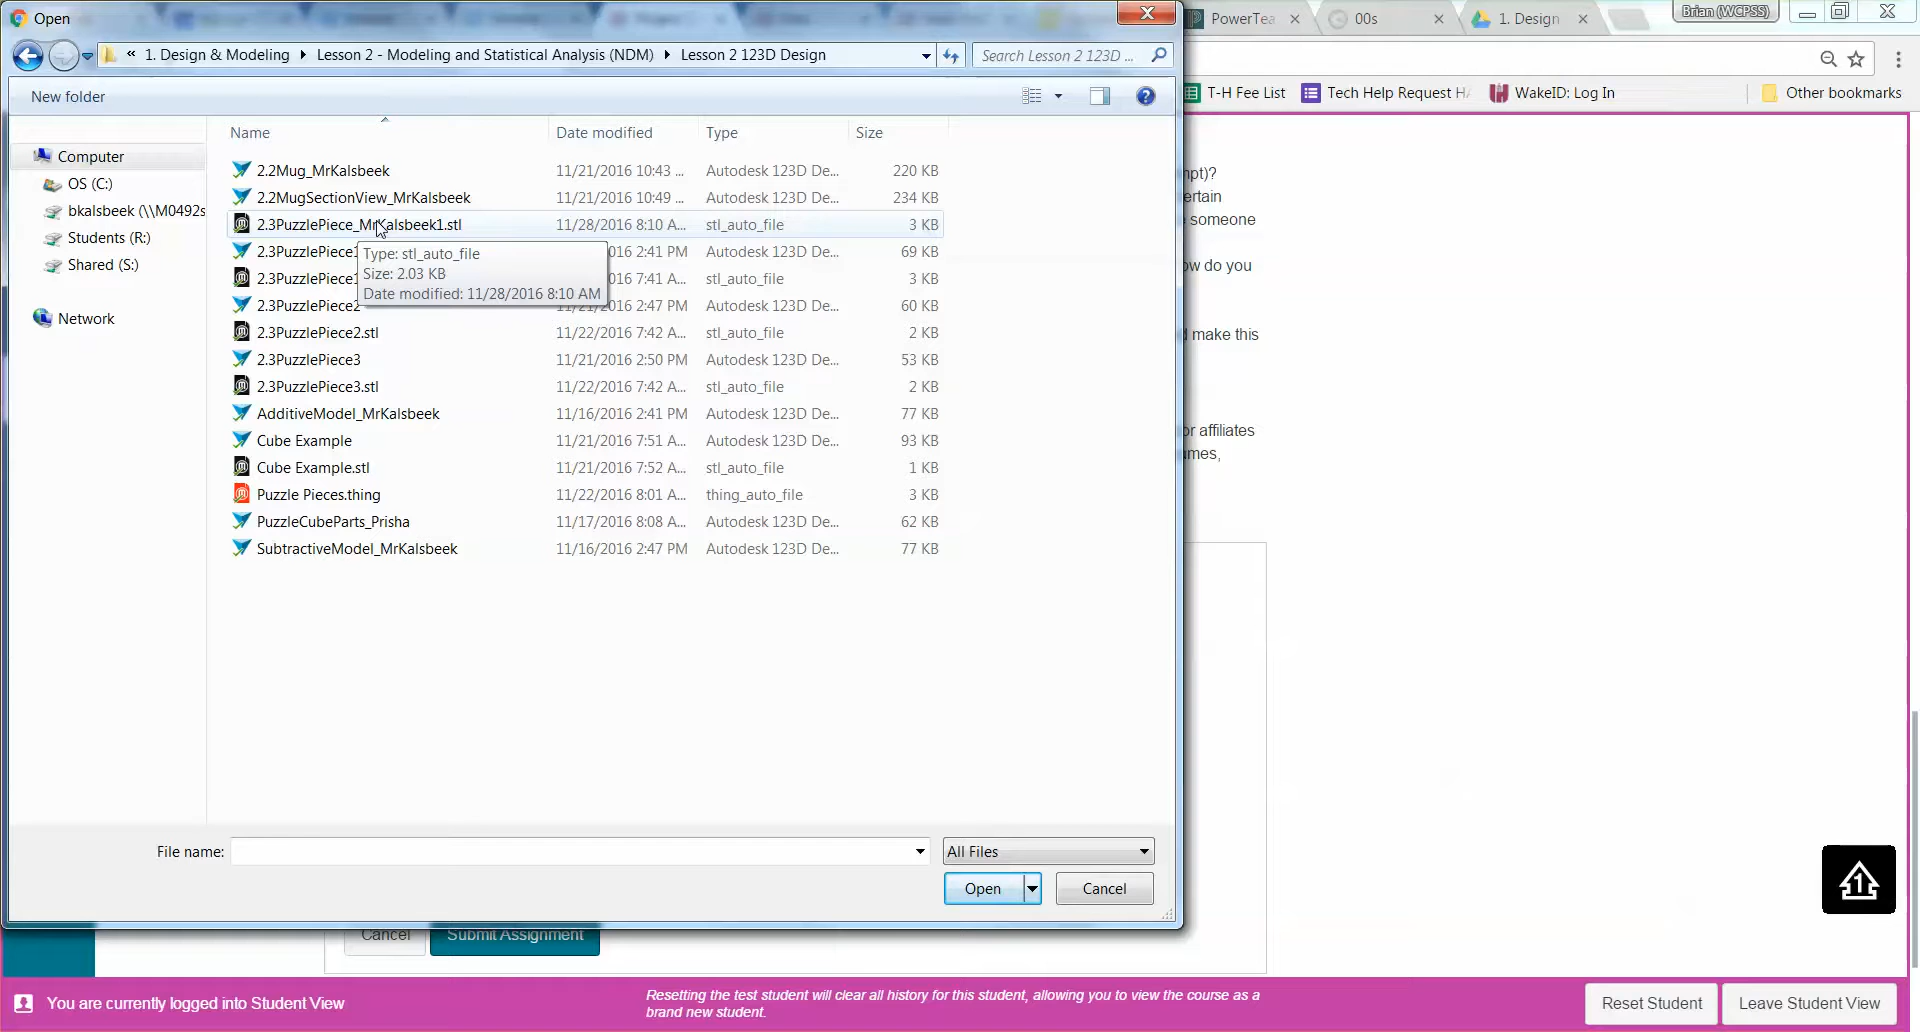 Open
PowerTea
00s
1. Design
Brian (WCPSS)
« 1. Design & Modeling Lesson 2 - Modeling and Statistical Analysis (NDM) Lesson 2 123D Design
Search Lesson 2 123D ...
New folder
T-H Fee List
Tech Help Request
WakeID: Log In
Other bookmarks
Name Date modified Type Size
Computer
OS (C:)
bkalsbeek (\\M0492s
Students (R:)
Shared (S:)
Network
2.2Mug_MrKalsbeek 11/21/2016 10:43 ... Autodesk 123D De... 220 KB
2.2MugSectionView_MrKalsbeek 11/21/2016 10:49 ... Autodesk 123D De... 234 KB
2.3PuzzlePiece_MrKalsbeek1.stl 11/28/2016 8:10 A... stl_auto_file 3 KB
2.3PuzzlePiece1 2:41 PM Autodesk 123D De... 69 KB
2.3PuzzlePiece1 7:41 A... stl_auto_file 3 KB
2.3PuzzlePiece2 11/21/2016 2:47 PM Autodesk 123D De... 60 KB
2.3PuzzlePiece2.stl 11/22/2016 7:42 A... stl_auto_file 2 KB
2.3PuzzlePiece3 11/21/2016 2:50 PM Autodesk 123D De... 53 KB
2.3PuzzlePiece3.stl 11/22/2016 7:42 A... stl_auto_file 2 KB
AdditiveModel_MrKalsbeek 11/16/2016 2:41 PM Autodesk 123D De... 77 KB
Cube Example 11/21/2016 7:51 A... Autodesk 123D De... 93 KB
Cube Example.stl 11/21/2016 7:52 A... stl_auto_file 1 KB
Puzzle Pieces.thing 11/22/2016 8:01 A... thing_auto_file 3 KB
PuzzleCubeParts_Prisha 11/17/2016 8:08 A... Autodesk 123D De... 62 KB
SubtractiveModel_MrKalsbeek 11/16/2016 2:47 PM Autodesk 123D De... 77 KB
Type: stl_auto_file
Size: 2.03 KB
Date modified: 11/28/2016 8:10 AM
mpt)?
ertain
someone
ow do you
make this
or affiliates
ames,
File name:
All Files
Open
Cancel
1
Cancel
Submit Assignment
You are currently logged into Student View
Resetting the test student will clear all history for this student, allowing you to view the course as a
brand new student.
Reset Student
Leave Student View